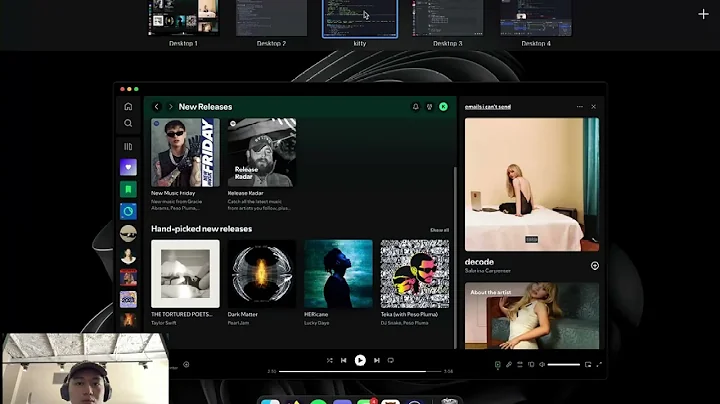 Desktop 1
Desktop 2
kitty
Desktop 3
Desktop 4
New Releases
emails i can't send
FRIDAY
Release
Radar
New Music Friday
New music from Gracie
Abrams, Peso Pluma,...
Release Radar
Catch all the latest music
from artists you follow, plus...
Hand-picked new releases
Show all
THE TORTURED POETS...
Taylor Swift
Dark Matter
Pearl Jam
HERicane
Lucky Daye
Teka (with Peso Pluma)
DJ Snake, Peso Pluma
decode
Sabrina Carpenter
About the artist
2:51
3:08